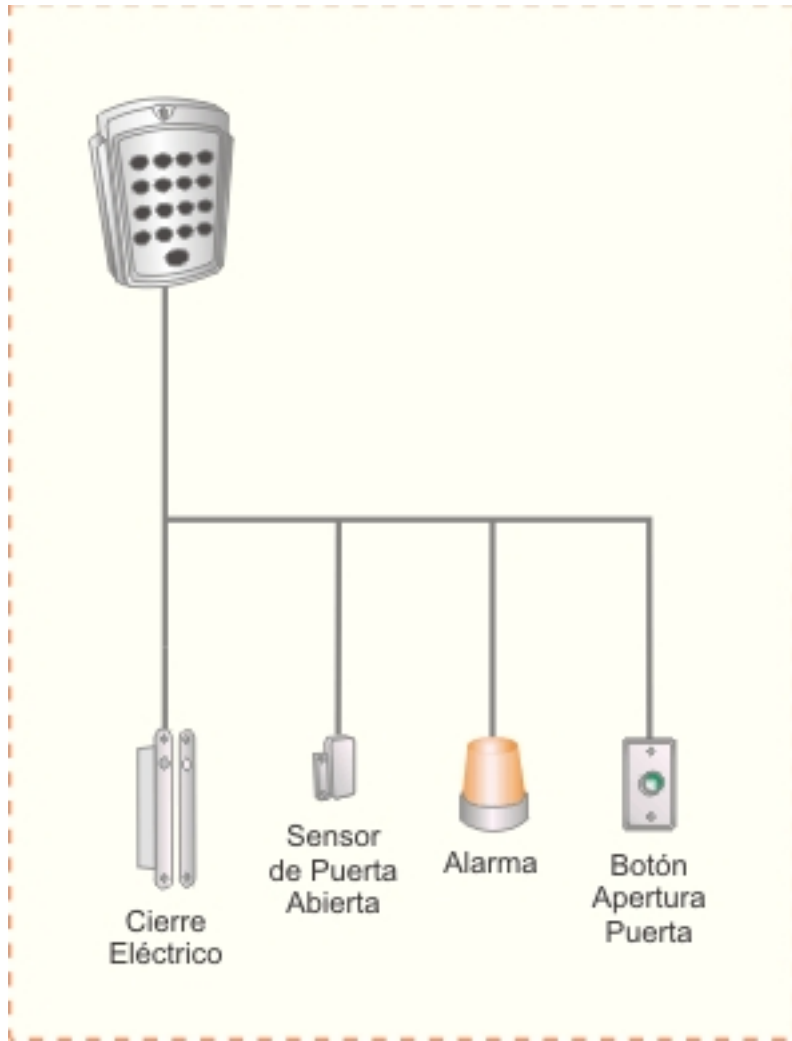 Cierre
Eléctrico
Sensor
de Puerta
Abierta
Alarma
Botón
Apertura
Puerta